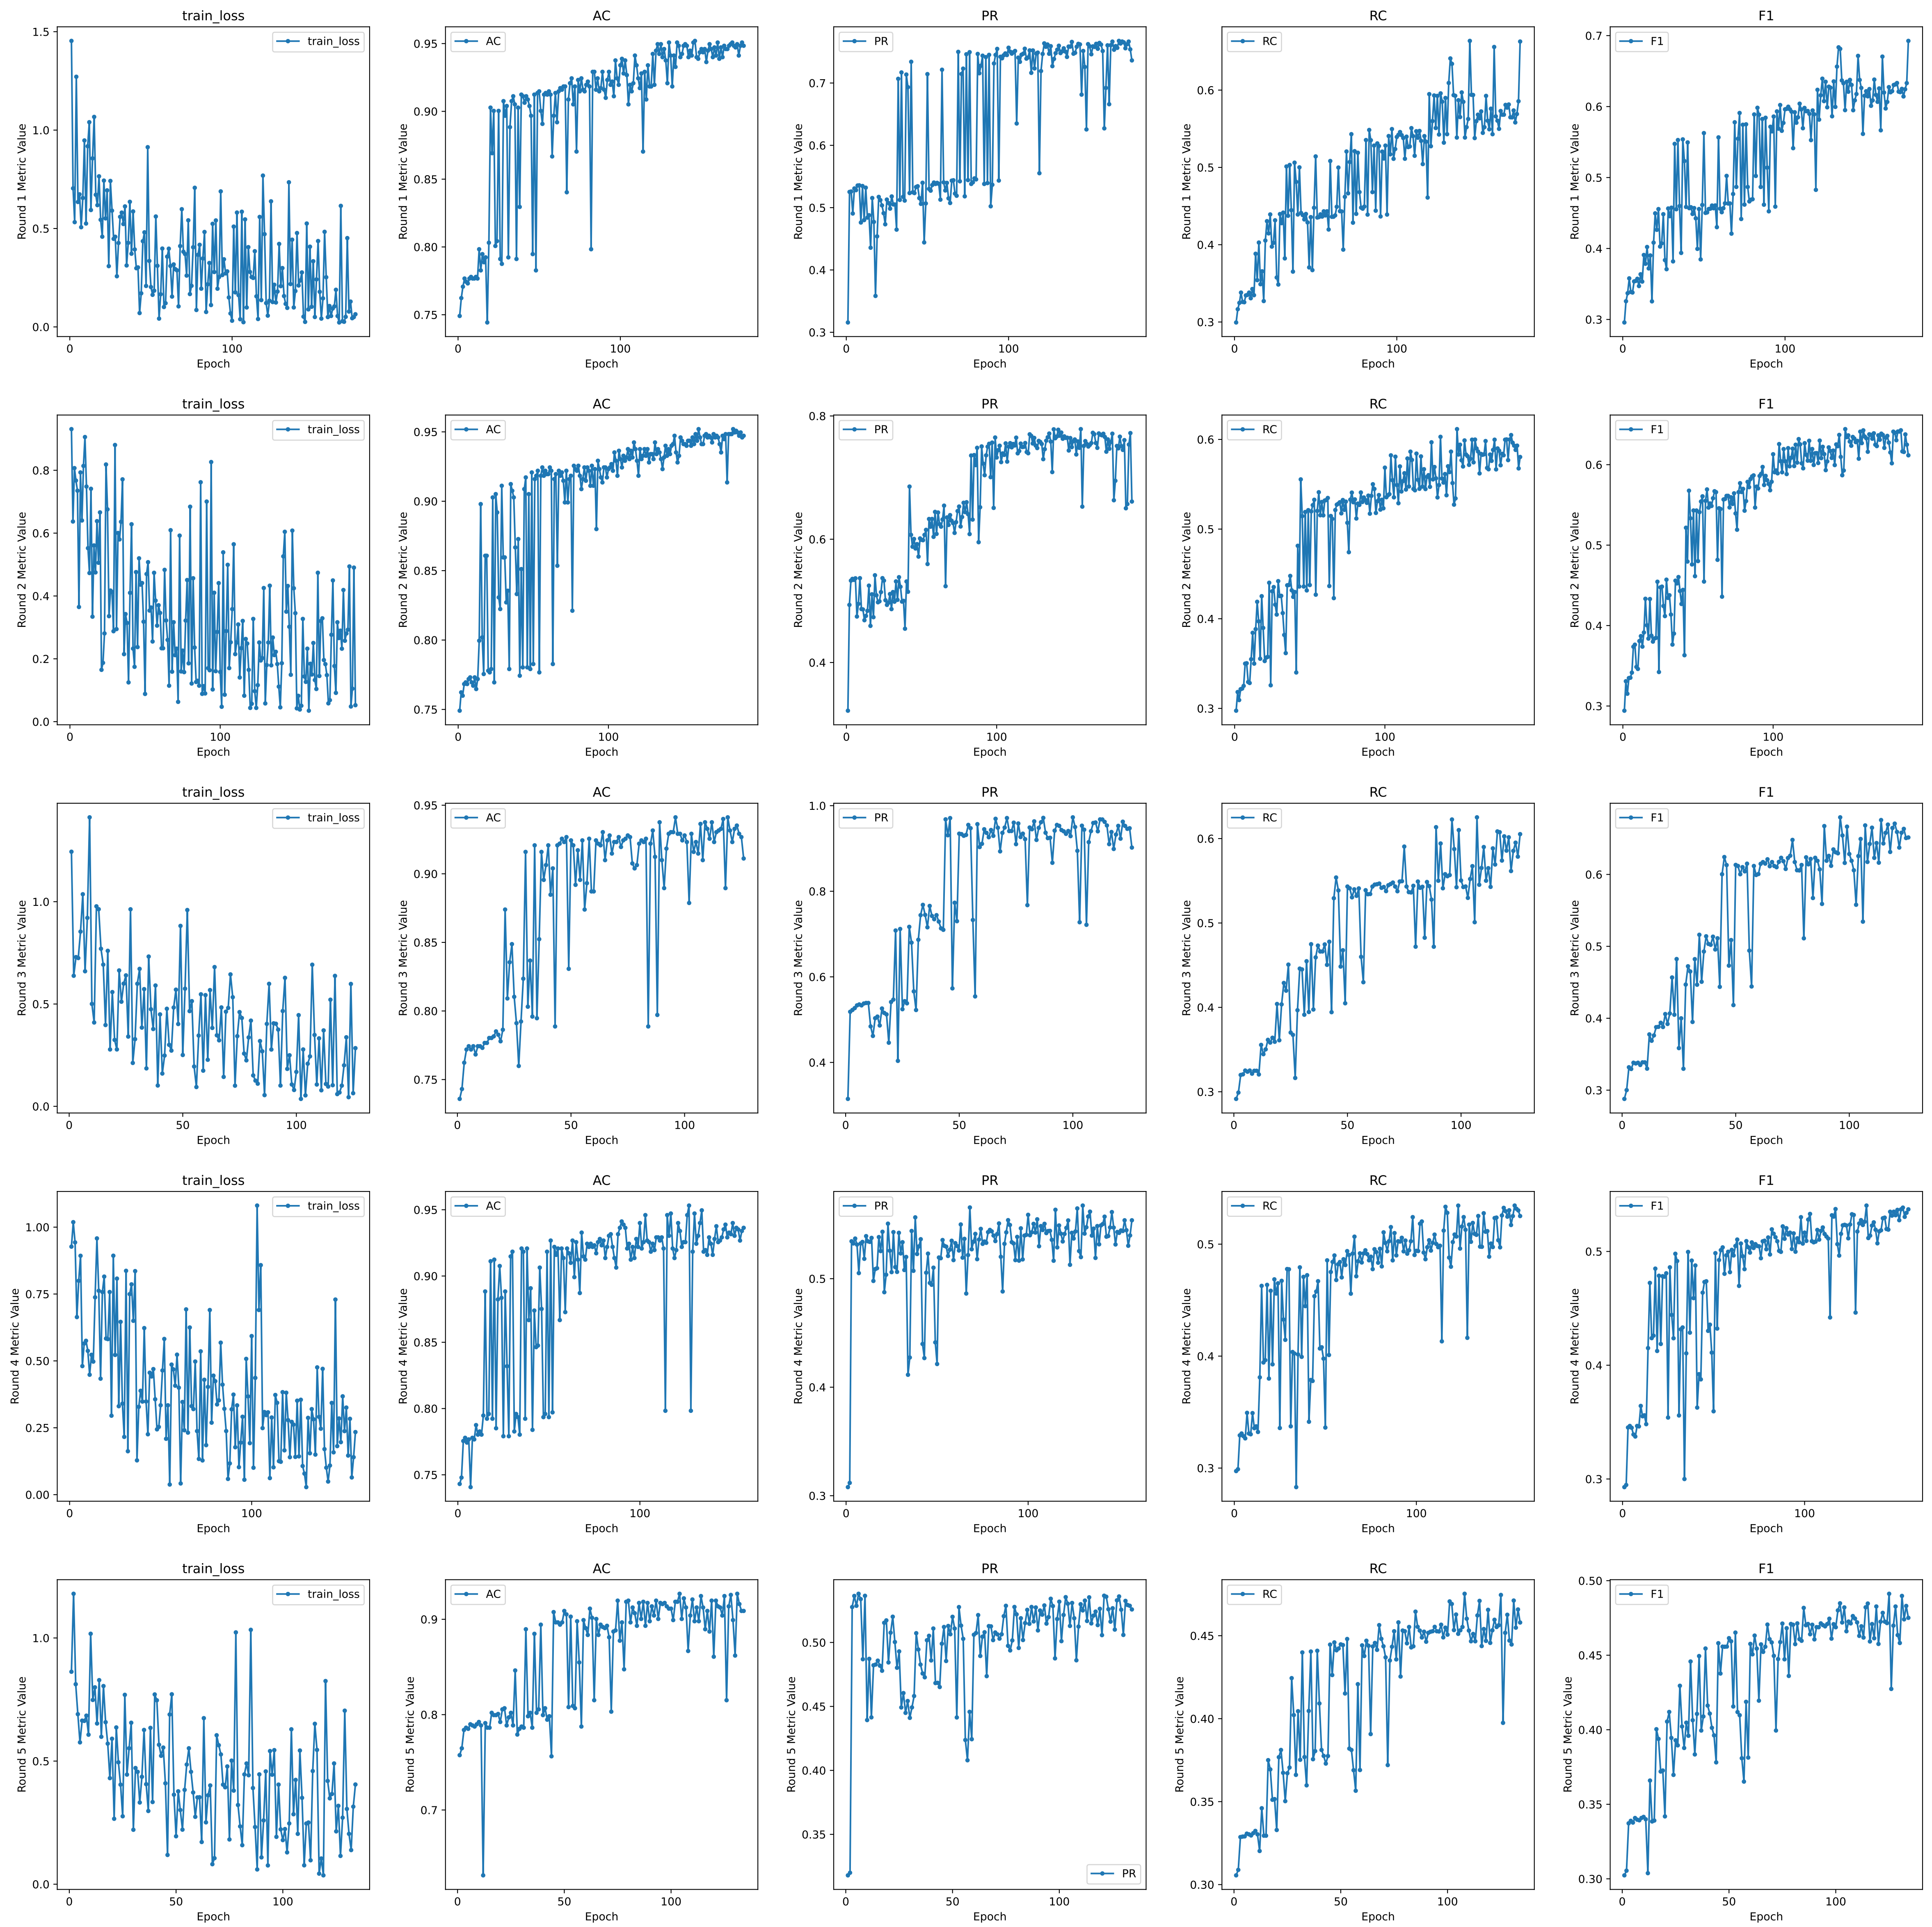 train_loss
train_loss
1.5
1.0
0.5
0.0
Round 1 Metric Value
0 100
Epoch
AC
AC
0.95
0.90
0.85
0.80
0.75
Round 1 Metric Value
0 100
Epoch
PR
PR
0.7
0.6
0.5
0.4
0.3
Round 1 Metric Value
0 100
Epoch
RC
RC
0.6
0.5
0.4
0.3
Round 1 Metric Value
0 100
Epoch
F1
F1
0.7
0.6
0.5
0.4
0.3
Round 1 Metric Value
0 100
Epoch
train_loss
train_loss
0.8
0.6
0.4
0.2
0.0
Round 2 Metric Value
0 100
Epoch
AC
AC
0.95
0.90
0.85
0.80
0.75
Round 2 Metric Value
0 100
Epoch
PR
PR
0.8
0.6
0.4
Round 2 Metric Value
0 100
Epoch
RC
RC
0.6
0.5
0.4
0.3
Round 2 Metric Value
0 100
Epoch
F1
F1
0.6
0.5
0.4
0.3
Round 2 Metric Value
0 100
Epoch
train_loss
train_loss
1.0
0.5
0.0
Round 3 Metric Value
0 50 100
Epoch
AC
AC
0.95
0.90
0.85
0.80
0.75
Round 3 Metric Value
0 50 100
Epoch
PR
PR
1.0
0.8
0.6
0.4
Round 3 Metric Value
0 50 100
Epoch
RC
RC
0.6
0.5
0.4
0.3
Round 3 Metric Value
0 50 100
Epoch
F1
F1
0.6
0.5
0.4
0.3
Round 3 Metric Value
0 50 100
Epoch
train_loss
train_loss
1.00
0.75
0.50
0.25
0.00
Round 4 Metric Value
0 100
Epoch
AC
AC
0.95
0.90
0.85
0.80
0.75
Round 4 Metric Value
0 100
Epoch
PR
PR
0.5
0.4
0.3
Round 4 Metric Value
0 100
Epoch
RC
RC
0.5
0.4
0.3
Round 4 Metric Value
0 100
Epoch
F1
F1
0.5
0.4
0.3
Round 4 Metric Value
0 100
Epoch
train_loss
train_loss
1.0
0.5
0.0
Round 5 Metric Value
0 50 100
Epoch
AC
AC
0.9
0.8
0.7
Round 5 Metric Value
0 50 100
Epoch
PR
0.50
0.45
0.40
0.35
PR
Round 5 Metric Value
0 50 100
Epoch
RC
RC
0.45
0.40
0.35
0.30
Round 5 Metric Value
0 50 100
Epoch
F1
F1
0.50
0.45
0.40
0.35
0.30
Round 5 Metric Value
0 50 100
Epoch